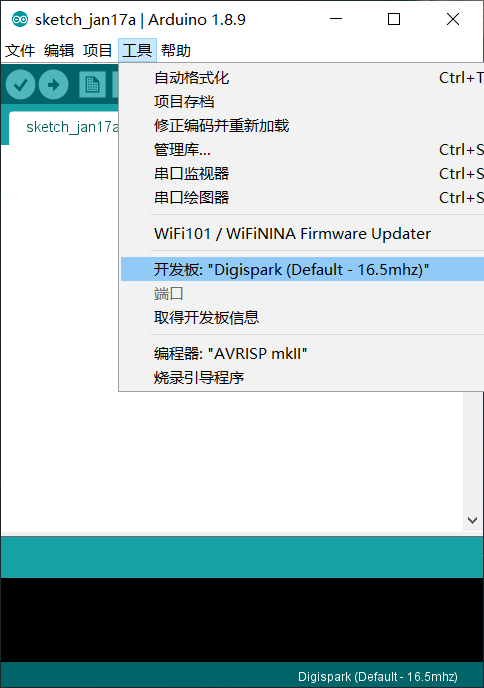 sketch_jan17a | Arduino 1.8.9
文件 编辑 项目 工具 帮助
sketch_jan17a
自动格式化 Ctrl+T
项目存档
修正编码并重新加载
管理库... Ctrl+S
串口监视器 Ctrl+S
串口绘图器 Ctrl+S
WiFi101 / WiFiNINA Firmware Updater
开发板: "Digispark (Default - 16.5mhz)"
端口
取得开发板信息
编程器: "AVRISP mkII"
烧录引导程序
Digispark (Default - 16.5mhz)